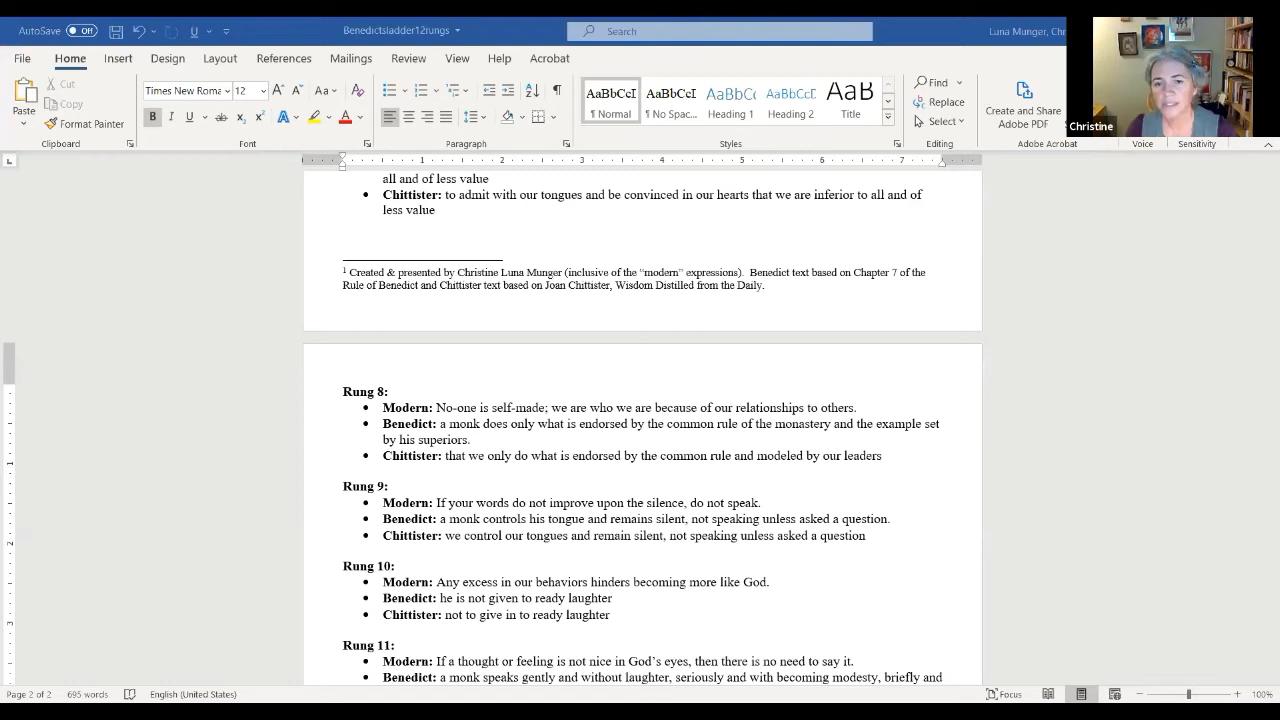 AutoSave Off
Benedictsladder12rungs
Search
Luna Munger, Chr
File Home Insert Design Layout References Mailings Review View Help Acrobat
Paste
Cut
Copy
Format Painter
Times New Roma 12
AaBbCcI AaBbCcI AaBbCc AaBbCcI AaB
¶ Normal ¶ No Spac... Heading 1 Heading 2 Title
Find
Replace
Select
Create and Share
Adobe PDF
Christine
Clipboard Font Paragraph Styles Editing Adobe Acrobat Voice Sensitivity
1 2 3 4 5 6 7
all and of less value
• Chittister: to admit with our tongues and be convinced in our hearts that we are inferior to all and of
less value
1 Created & presented by Christine Luna Munger (inclusive of the “modern” expressions). Benedict text based on Chapter 7 of the
Rule of Benedict and Chittister text based on Joan Chittister, Wisdom Distilled from the Daily.
Rung 8:
• Modern: No-one is self-made; we are who we are because of our relationships to others.
• Benedict: a monk does only what is endorsed by the common rule of the monastery and the example set
by his superiors.
• Chittister: that we only do what is endorsed by the common rule and modeled by our leaders
Rung 9:
• Modern: If your words do not improve upon the silence, do not speak.
• Benedict: a monk controls his tongue and remains silent, not speaking unless asked a question.
• Chittister: we control our tongues and remain silent, not speaking unless asked a question
Rung 10:
• Modern: Any excess in our behaviors hinders becoming more like God.
• Benedict: he is not given to ready laughter
• Chittister: not to give in to ready laughter
Rung 11:
• Modern: If a thought or feeling is not nice in God’s eyes, then there is no need to say it.
• Benedict: a monk speaks gently and without laughter, seriously and with becoming modesty, briefly and
Page 2 of 2 695 words English (United States) Focus 100%